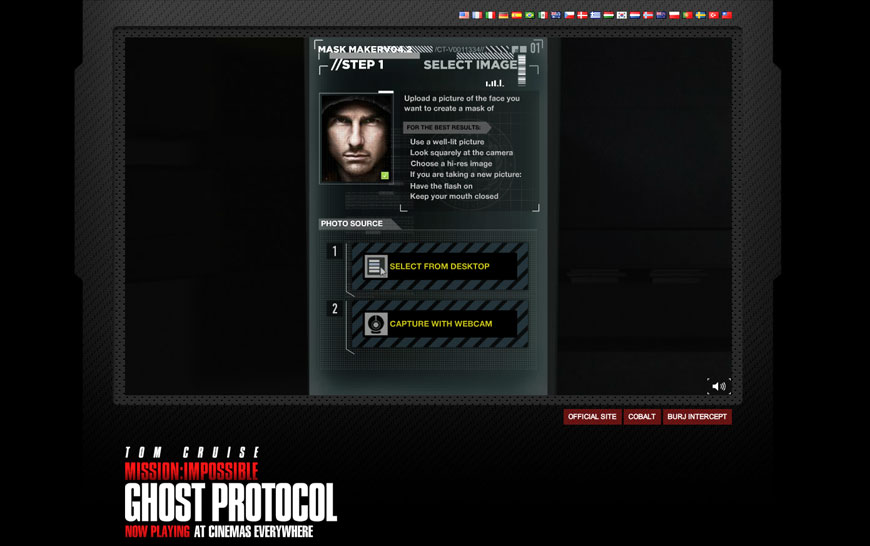 MASK MAKERV04.2 /CT-V0011334// 01
//STEP 1 SELECT IMAGE
Upload a picture of the face you
want to create a mask of
FOR THE BEST RESULTS:
Use a well-lit picture
Look squarely at the camera
Choose a hi-res image
If you are taking a new picture:
Have the flash on
Keep your mouth closed
PHOTO SOURCE
1
SELECT FROM DESKTOP
2
CAPTURE WITH WEBCAM
OFFICIAL SITE COBALT BURJ INTERCEPT
TOM CRUISE
MISSION:IMPOSSIBLE
GHOST PROTOCOL
NOW PLAYING AT CINEMAS EVERYWHERE